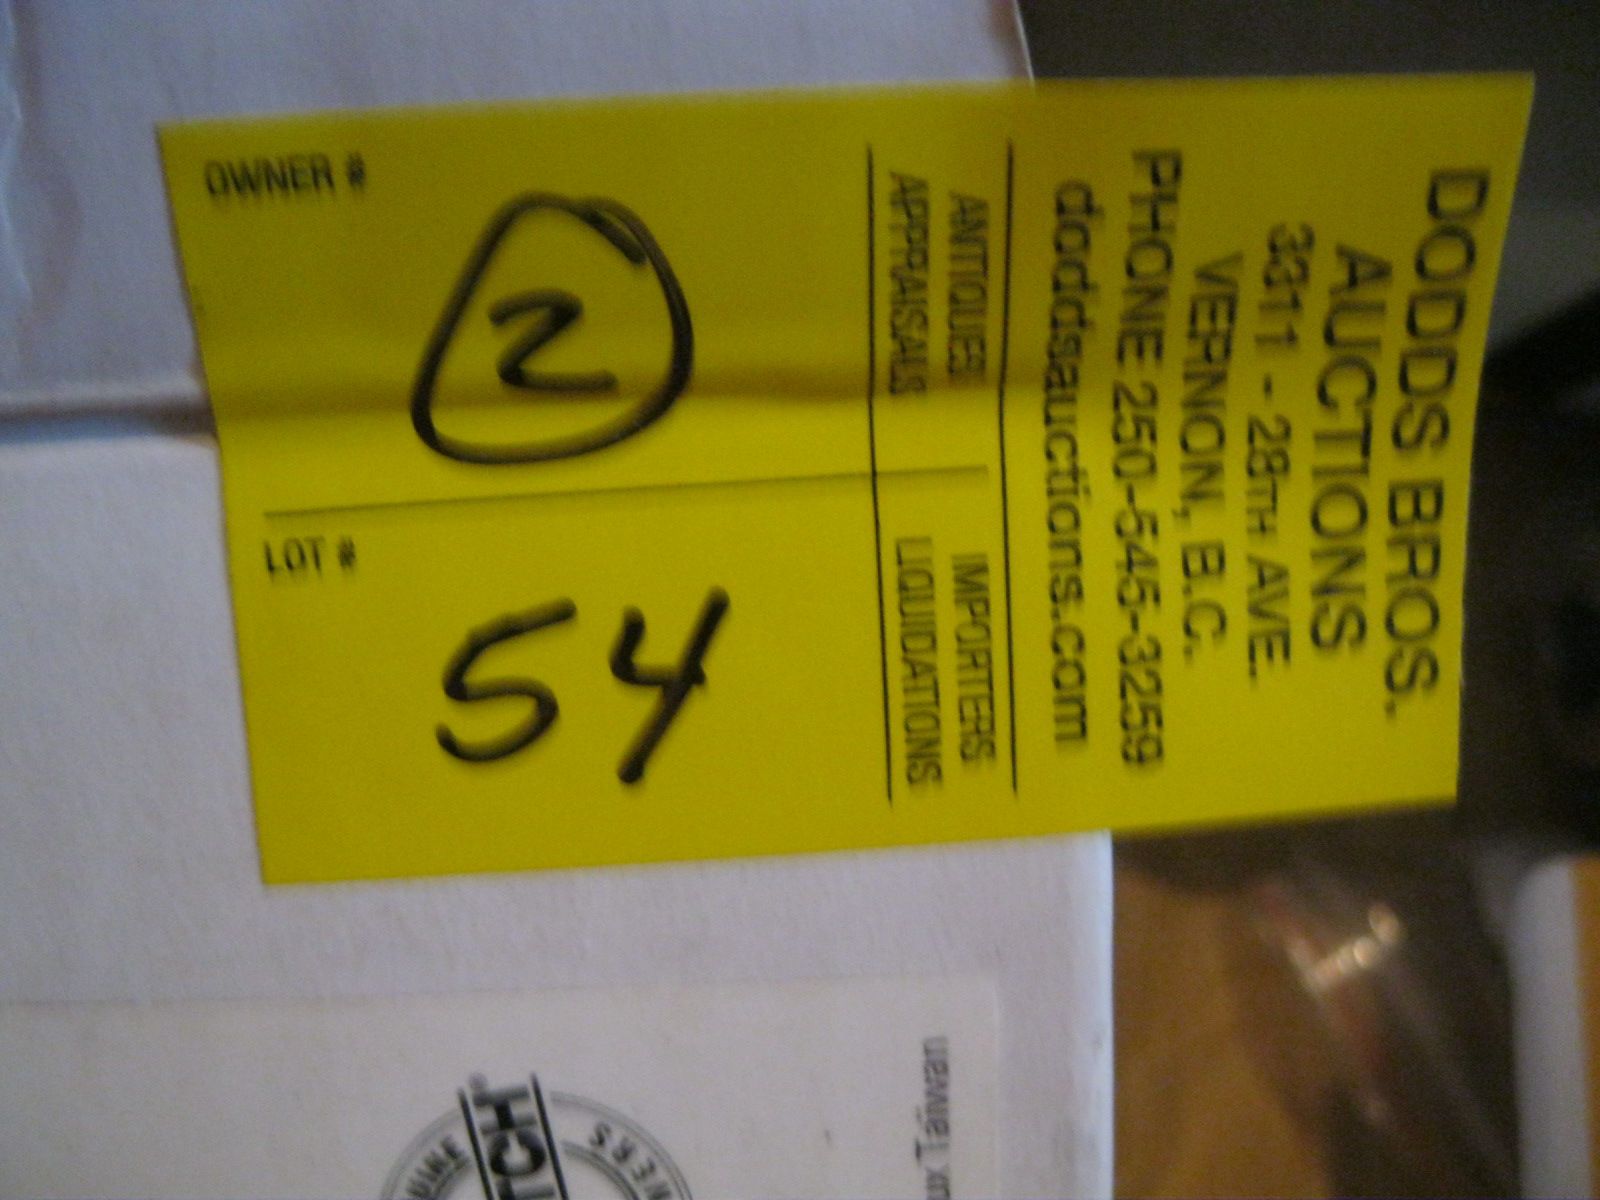 DODDS BROS.
AUCTIONS
3311 - 28TH AVE.
VERNON, B.C.
PHONE 250-545-3259
doddsauctions.com
ANTIQUES IMPORTERS
APPRAISALS LIQUIDATIONS
2
54
OWNER #
LOT #
Taiwan